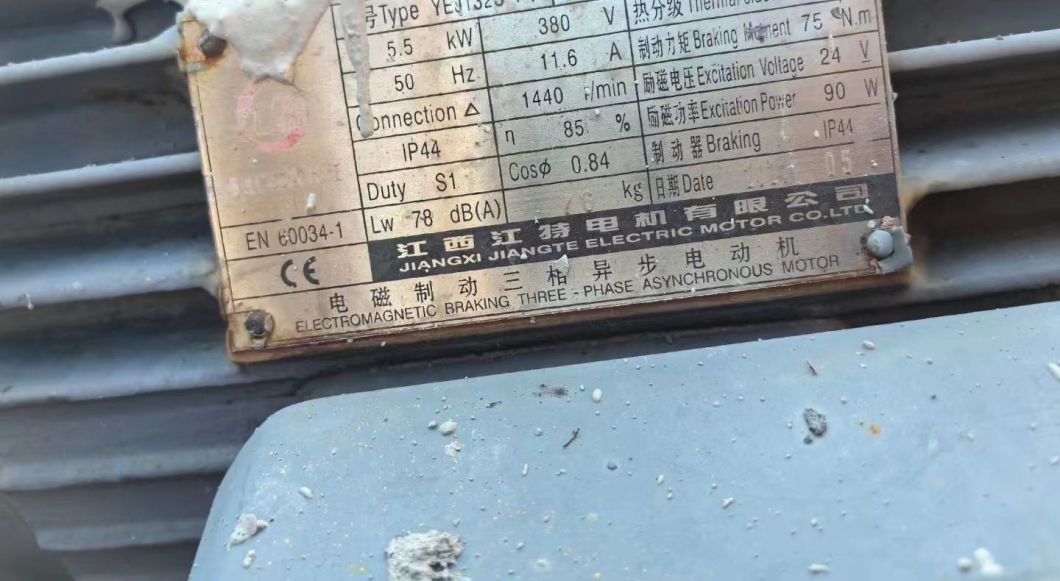 号Type YEJ132S
5.5 kW 380 V 热分级
50 Hz 11.6 A 制动力矩 Braking Moment 75 N.m
Connection △ 1440 r/min 励磁电压 Excitation Voltage 24 V
IP44 η 85 % 励磁功率 Excitation Power 90 W
Duty S1 Cosφ 0.84 制动器 Braking IP44
Lw 78 dB(A) kg 日期 Date 05
EN 60034-1
CE
江西江特电机有限公司
JIANGXI JIANGTE ELECTRIC MOTOR CO.LTD
电磁制动三相异步电动机
ELECTROMAGNETIC BRAKING THREE-PHASE ASYNCHRONOUS MOTOR